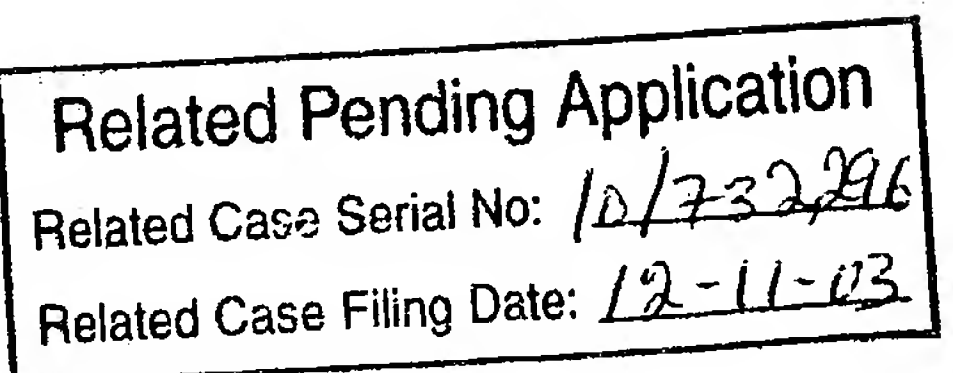 Related Pending Application
Related Case Serial No: 10/732,296
Related Case Filing Date: 12-11-03